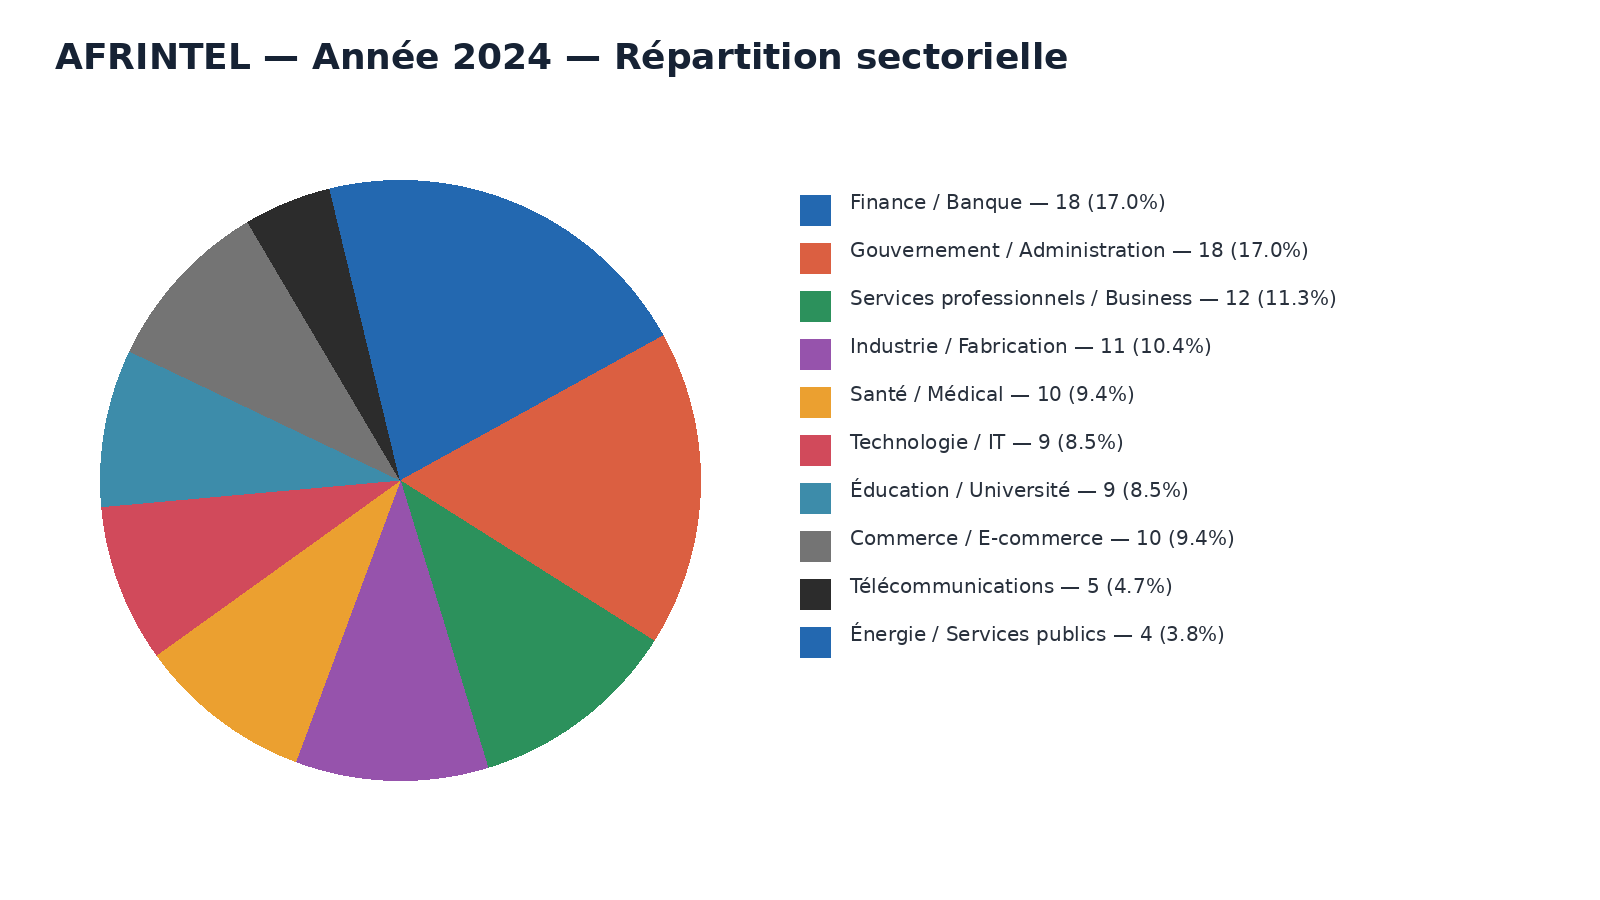 AFRINTEL — Année 2024 — Répartition sectorielle
Finance / Banque — 18 (17.0%)
Gouvernement / Administration — 18 (17.0%)
Services professionnels / Business — 12 (11.3%)
Industrie / Fabrication — 11 (10.4%)
Santé / Médical — 10 (9.4%)
Technologie / IT — 9 (8.5%)
Éducation / Université — 9 (8.5%)
Commerce / E-commerce — 10 (9.4%)
Télécommunications — 5 (4.7%)
Énergie / Services publics — 4 (3.8%)